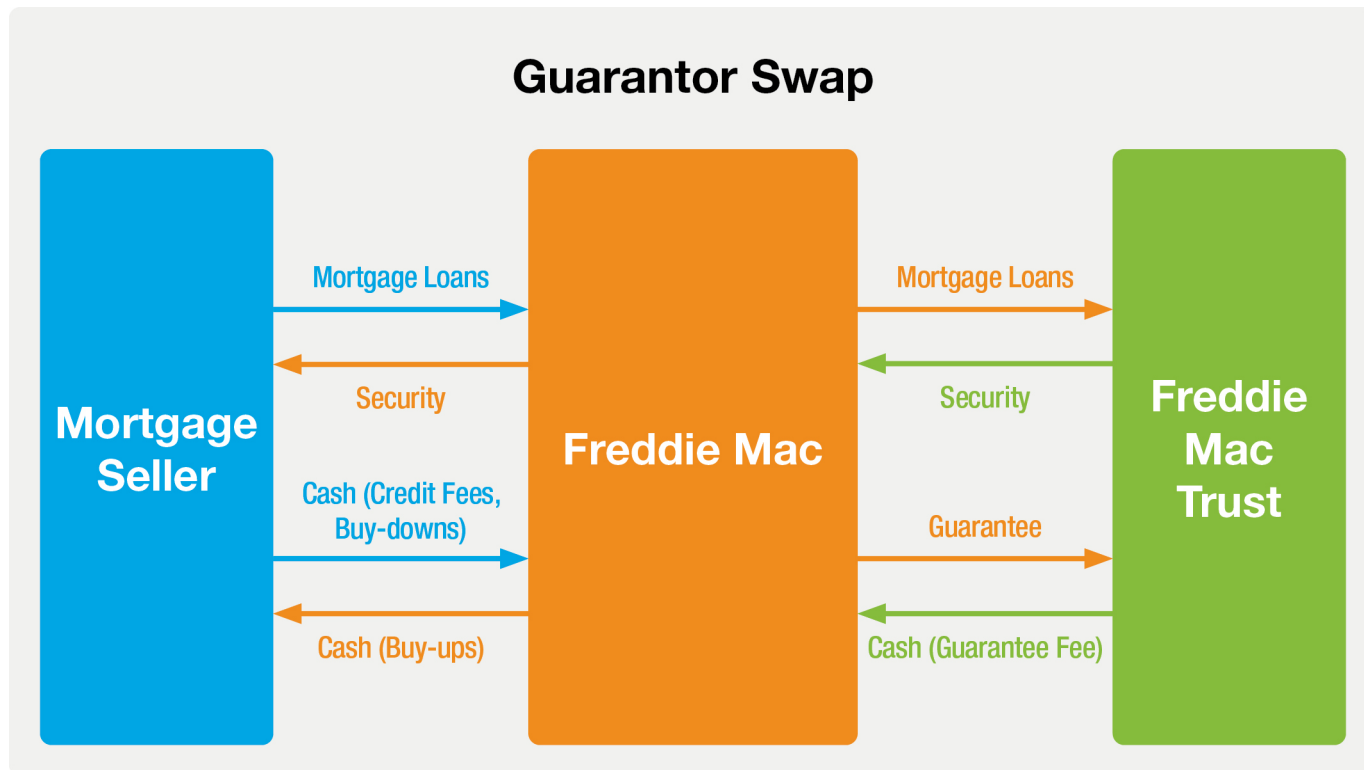 Guarantor Swap
Mortgage Loans
Mortgage Loans
Security
Security
Mortgage
Seller
Freddie Mac
Freddie
Mac
Trust
Cash (Credit Fees,
Buy-downs)
Guarantee
Cash (Buy-ups)
Cash (Guarantee Fee)